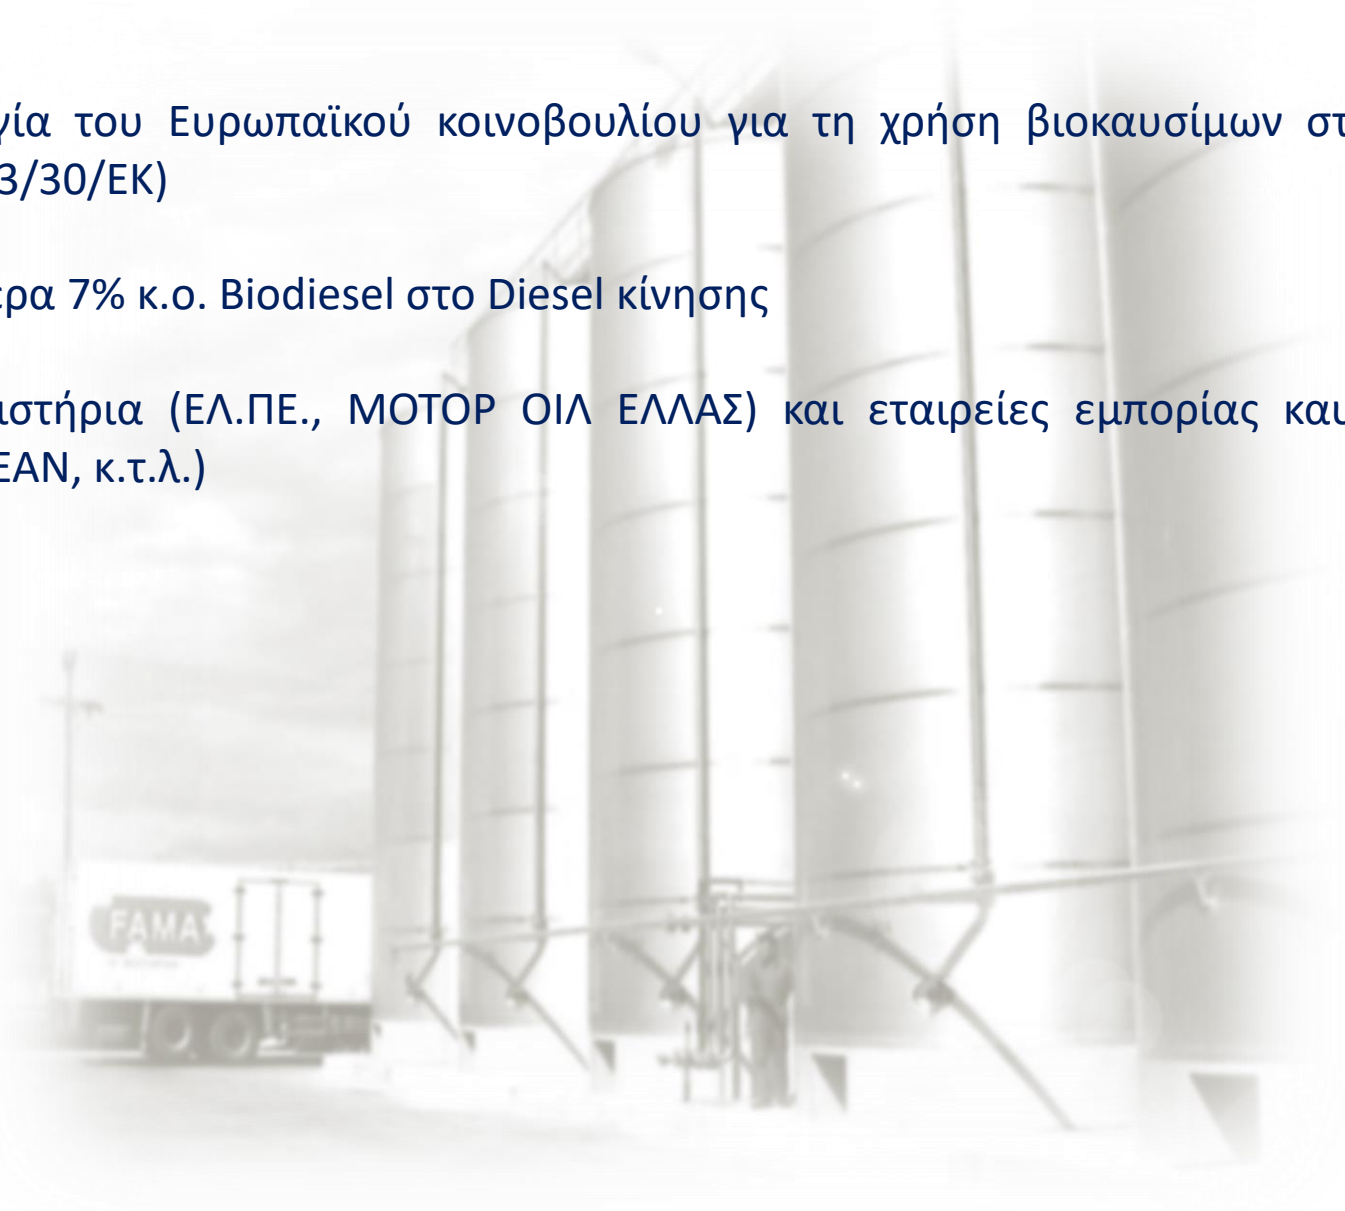 γία του Ευρωπαϊκού κοινοβουλίου για τη χρήση βιοκαυσίμων στ
3/30/ΕΚ)
ερα 7% κ.ο. Biodiesel στο Diesel κίνησης
ιστήρια (ΕΛ.ΠΕ., ΜΟΤΟΡ ΟΙΛ ΕΛΛΑΣ) και εταιρείες εμπορίας και
ΕΑΝ, κ.τ.λ.)
FAMA